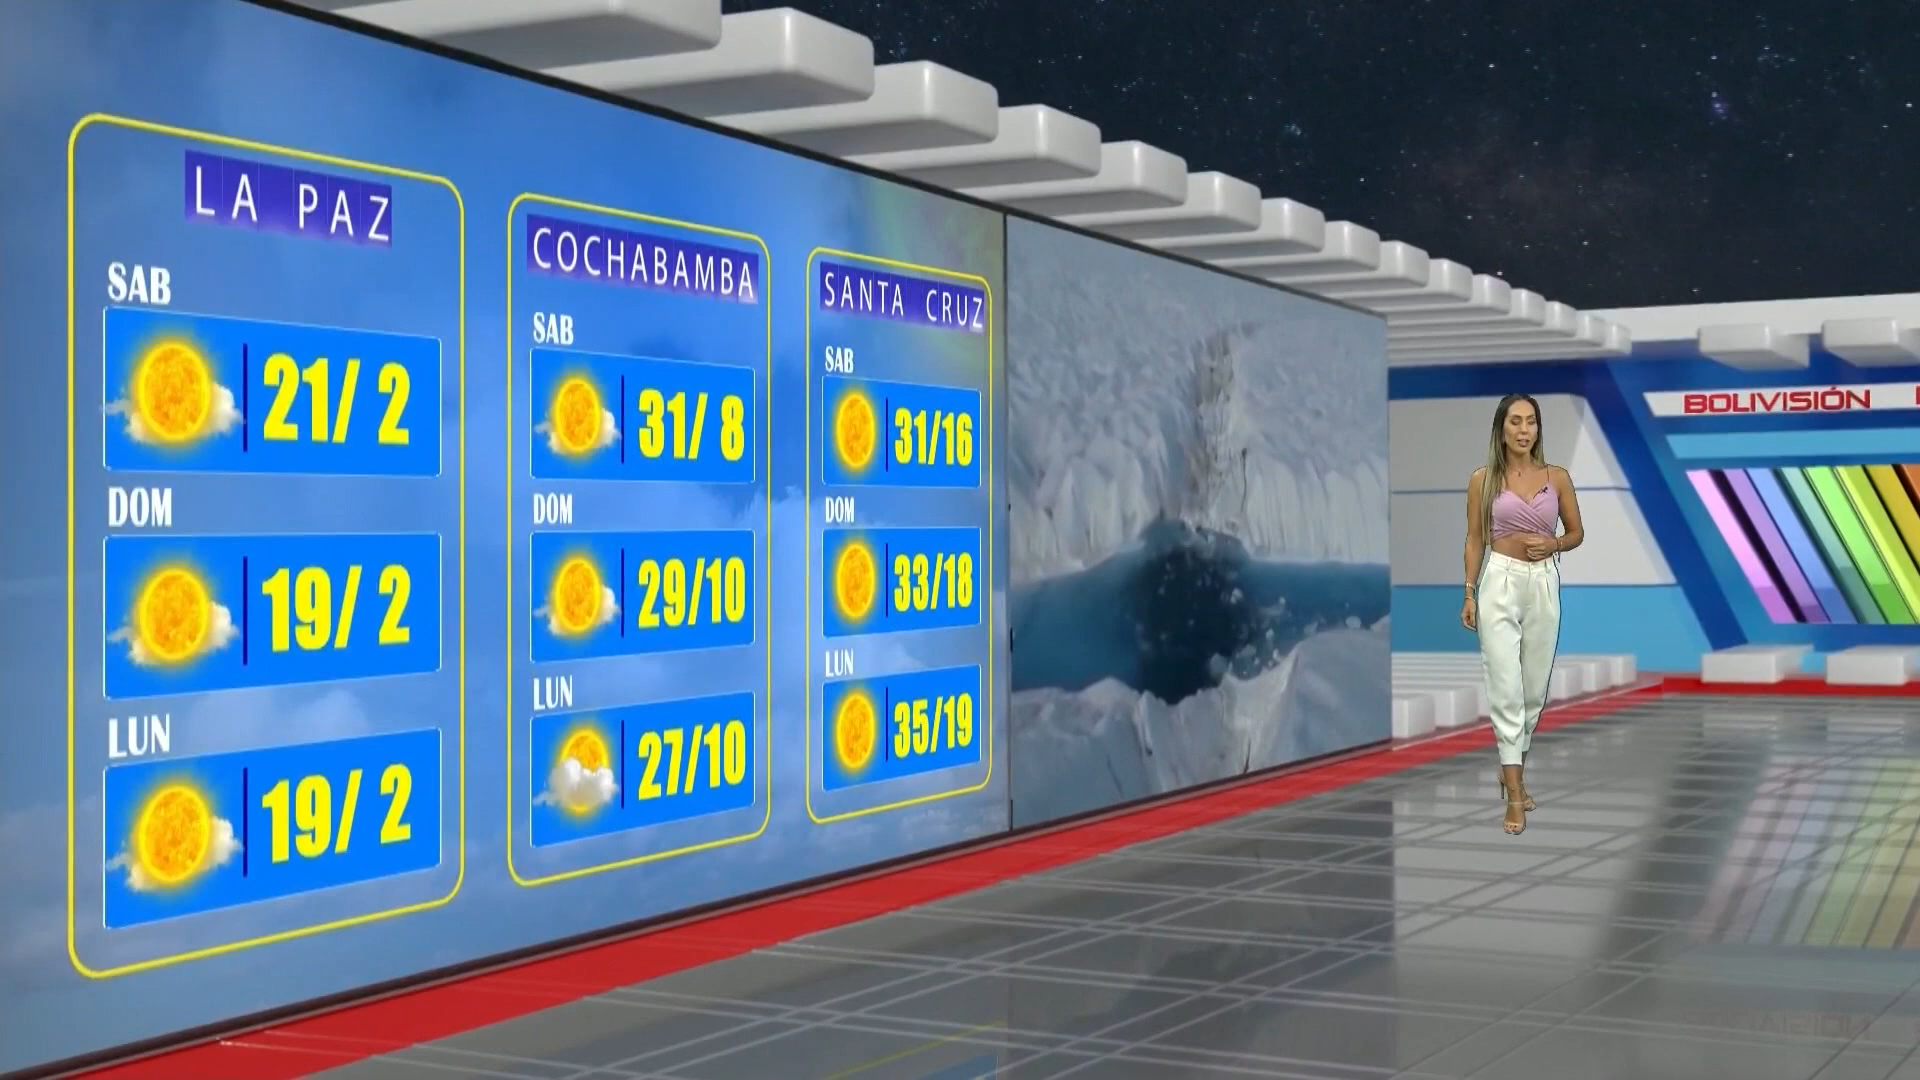 LA PAZ
SAB
21/ 2
DOM
19/ 2
LUN
19/ 2
COCHABAMBA
SAB
31/ 8
DOM
29/10
LUN
27/10
SANTA CRUZ
SAB
31/16
DOM
33/18
LUN
35/19
BOLIVISIÓN